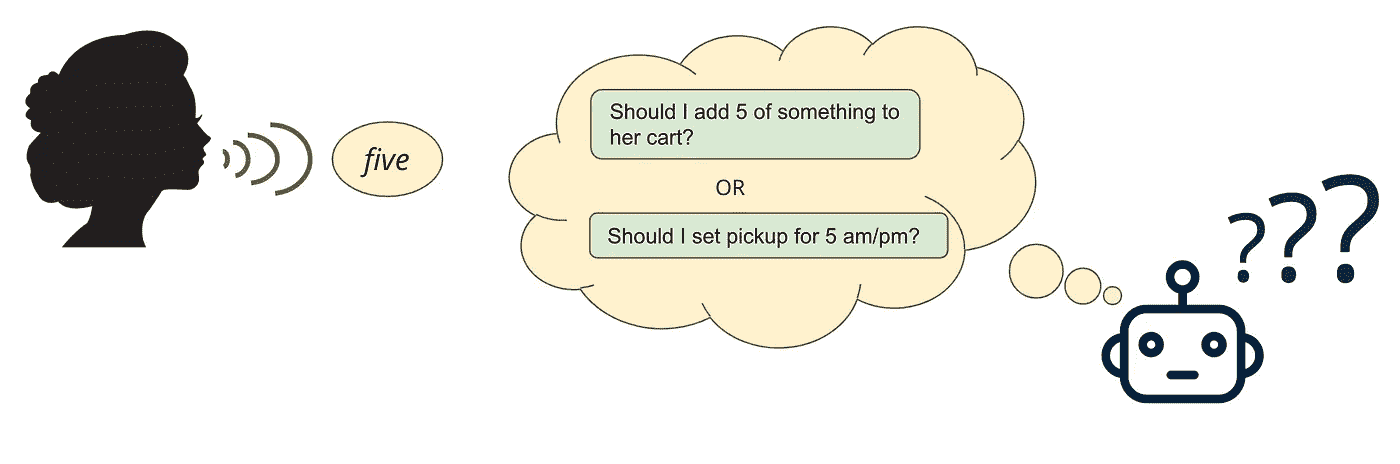 five
Should I add 5 of something to
her cart?
OR
Should I set pickup for 5 am/pm?
???